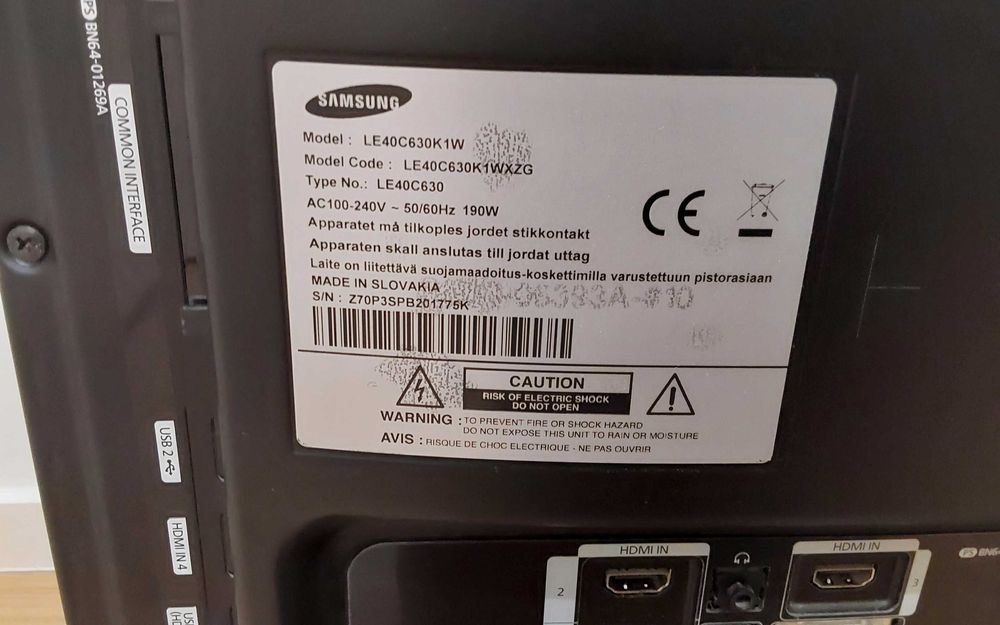 PS BN64-01269A
COMMON INTERFACE
SAMSUNG
Model : LE40C630K1W
Model Code : LE40C630K1WXZG
Type No.: LE40C630
AC100-240V ~ 50/60Hz 190W
Apparatet må tilkoples jordet stikkontakt
Apparaten skall anslutas till jordat uttag
Laite on liitettävä suojamaadoitus-koskettimilla varustettuun pistorasiaan
MADE IN SLOVAKIA
S/N : Z70P3SPB201775K
CE
CAUTION
RISK OF ELECTRIC SHOCK
DO NOT OPEN
WARNING : TO PREVENT FIRE OR SHOCK HAZARD
DO NOT EXPOSE THIS UNIT TO RAIN OR MOISTURE
AVIS : RISQUE DE CHOC ELECTRIQUE - NE PAS OUVRIR
USB 2
HDMI IN 4
HDMI IN
2
HDMI IN
3
PS BN64